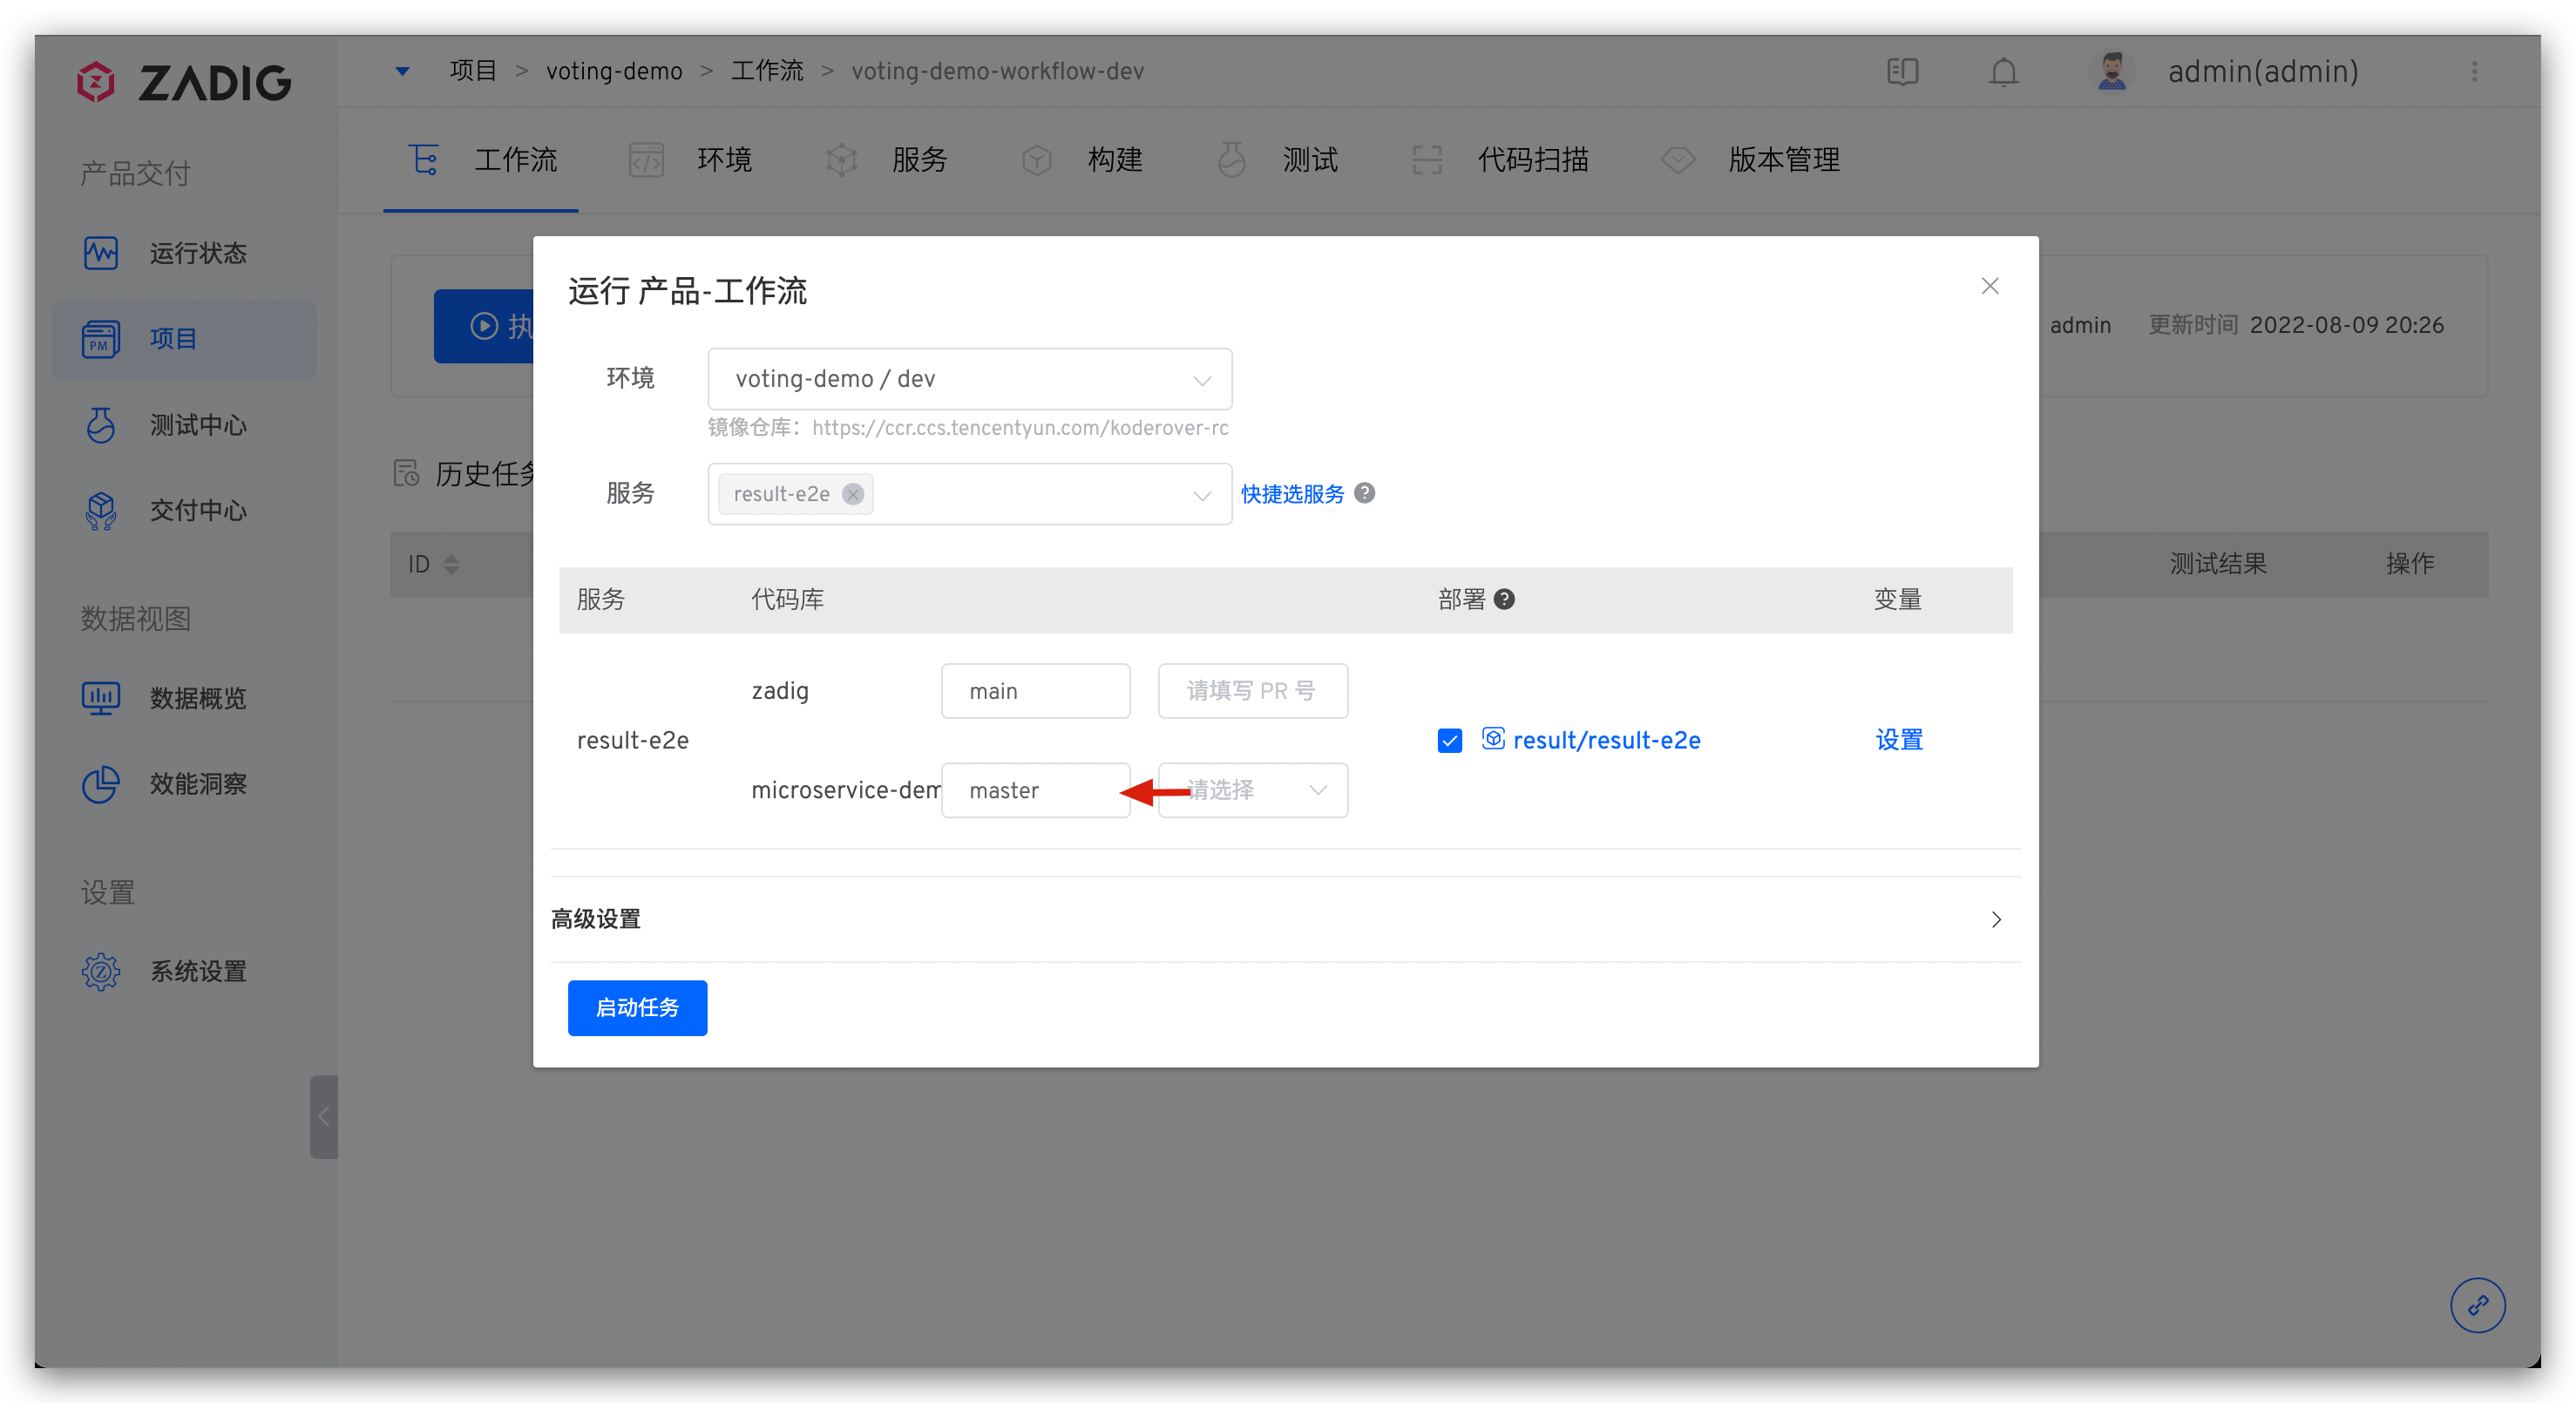 ZADIG
项目 > voting-demo > 工作流 > voting-demo-workflow-dev
admin(admin)
工作流 环境 服务 构建 测试 代码扫描 版本管理
产品交付
运行状态
PM 项目
测试中心
交付中心
数据视图
数据概览
效能洞察
设置
Z 系统设置
执
admin 更新时间 2022-08-09 20:26
历史任务
ID 测试结果 操作
运行 产品-工作流
环境 voting-demo / dev
镜像仓库： https://ccr.ccs.tencentyun.com/koderover-rc
服务 result-e2e 快捷选服务 ?
服务 代码库 部署 ? 变量
zadig main 请填写 PR 号
result-e2e result/result-e2e 设置
microservice-dem master 请选择
高级设置
启动任务